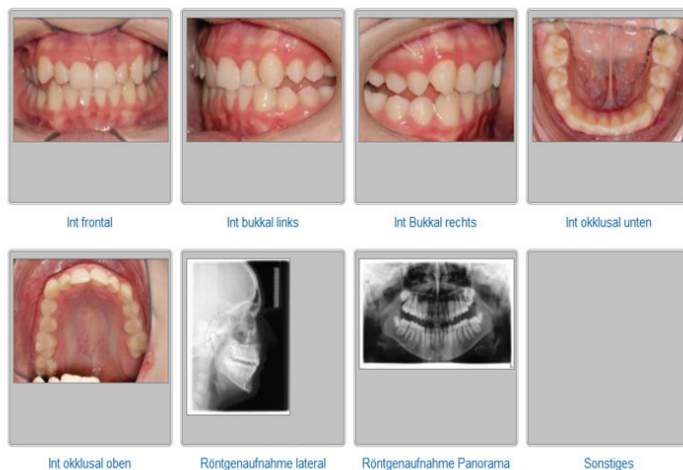 Int frontal
Int bukkal links
Int Bukkal rechts
Int okklusal unten
Int okklusal oben
Röntgenaufnahme lateral
Röntgenaufnahme Panorama
Sonstiges